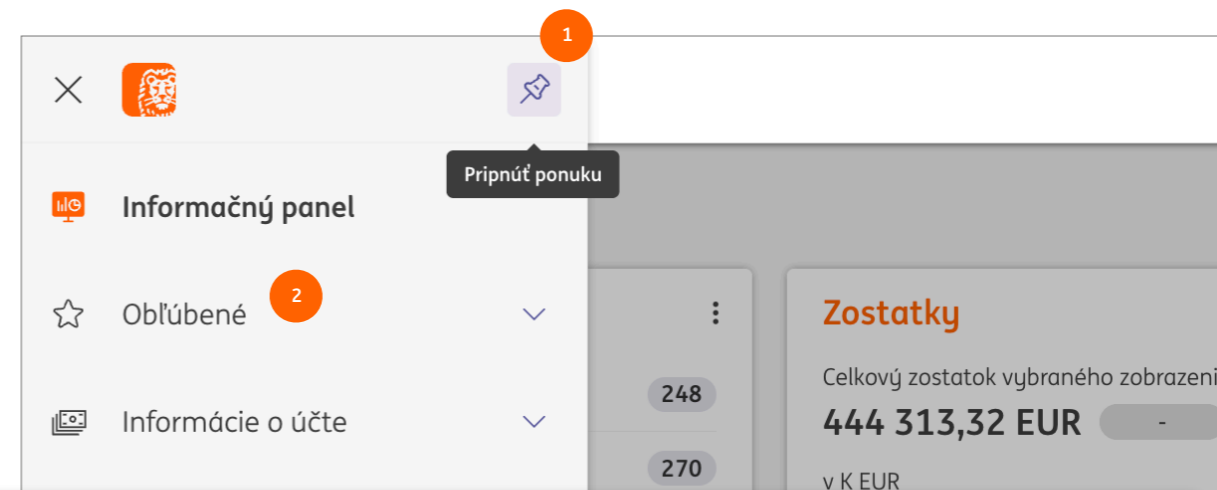 1
Pripnúť ponuku
Informačný panel
Obľúbené
2
Informácie o účte
248
270
Zostatky
Celkový zostatok vybraného zobrazeni
444 313,32 EUR
-
v K EUR